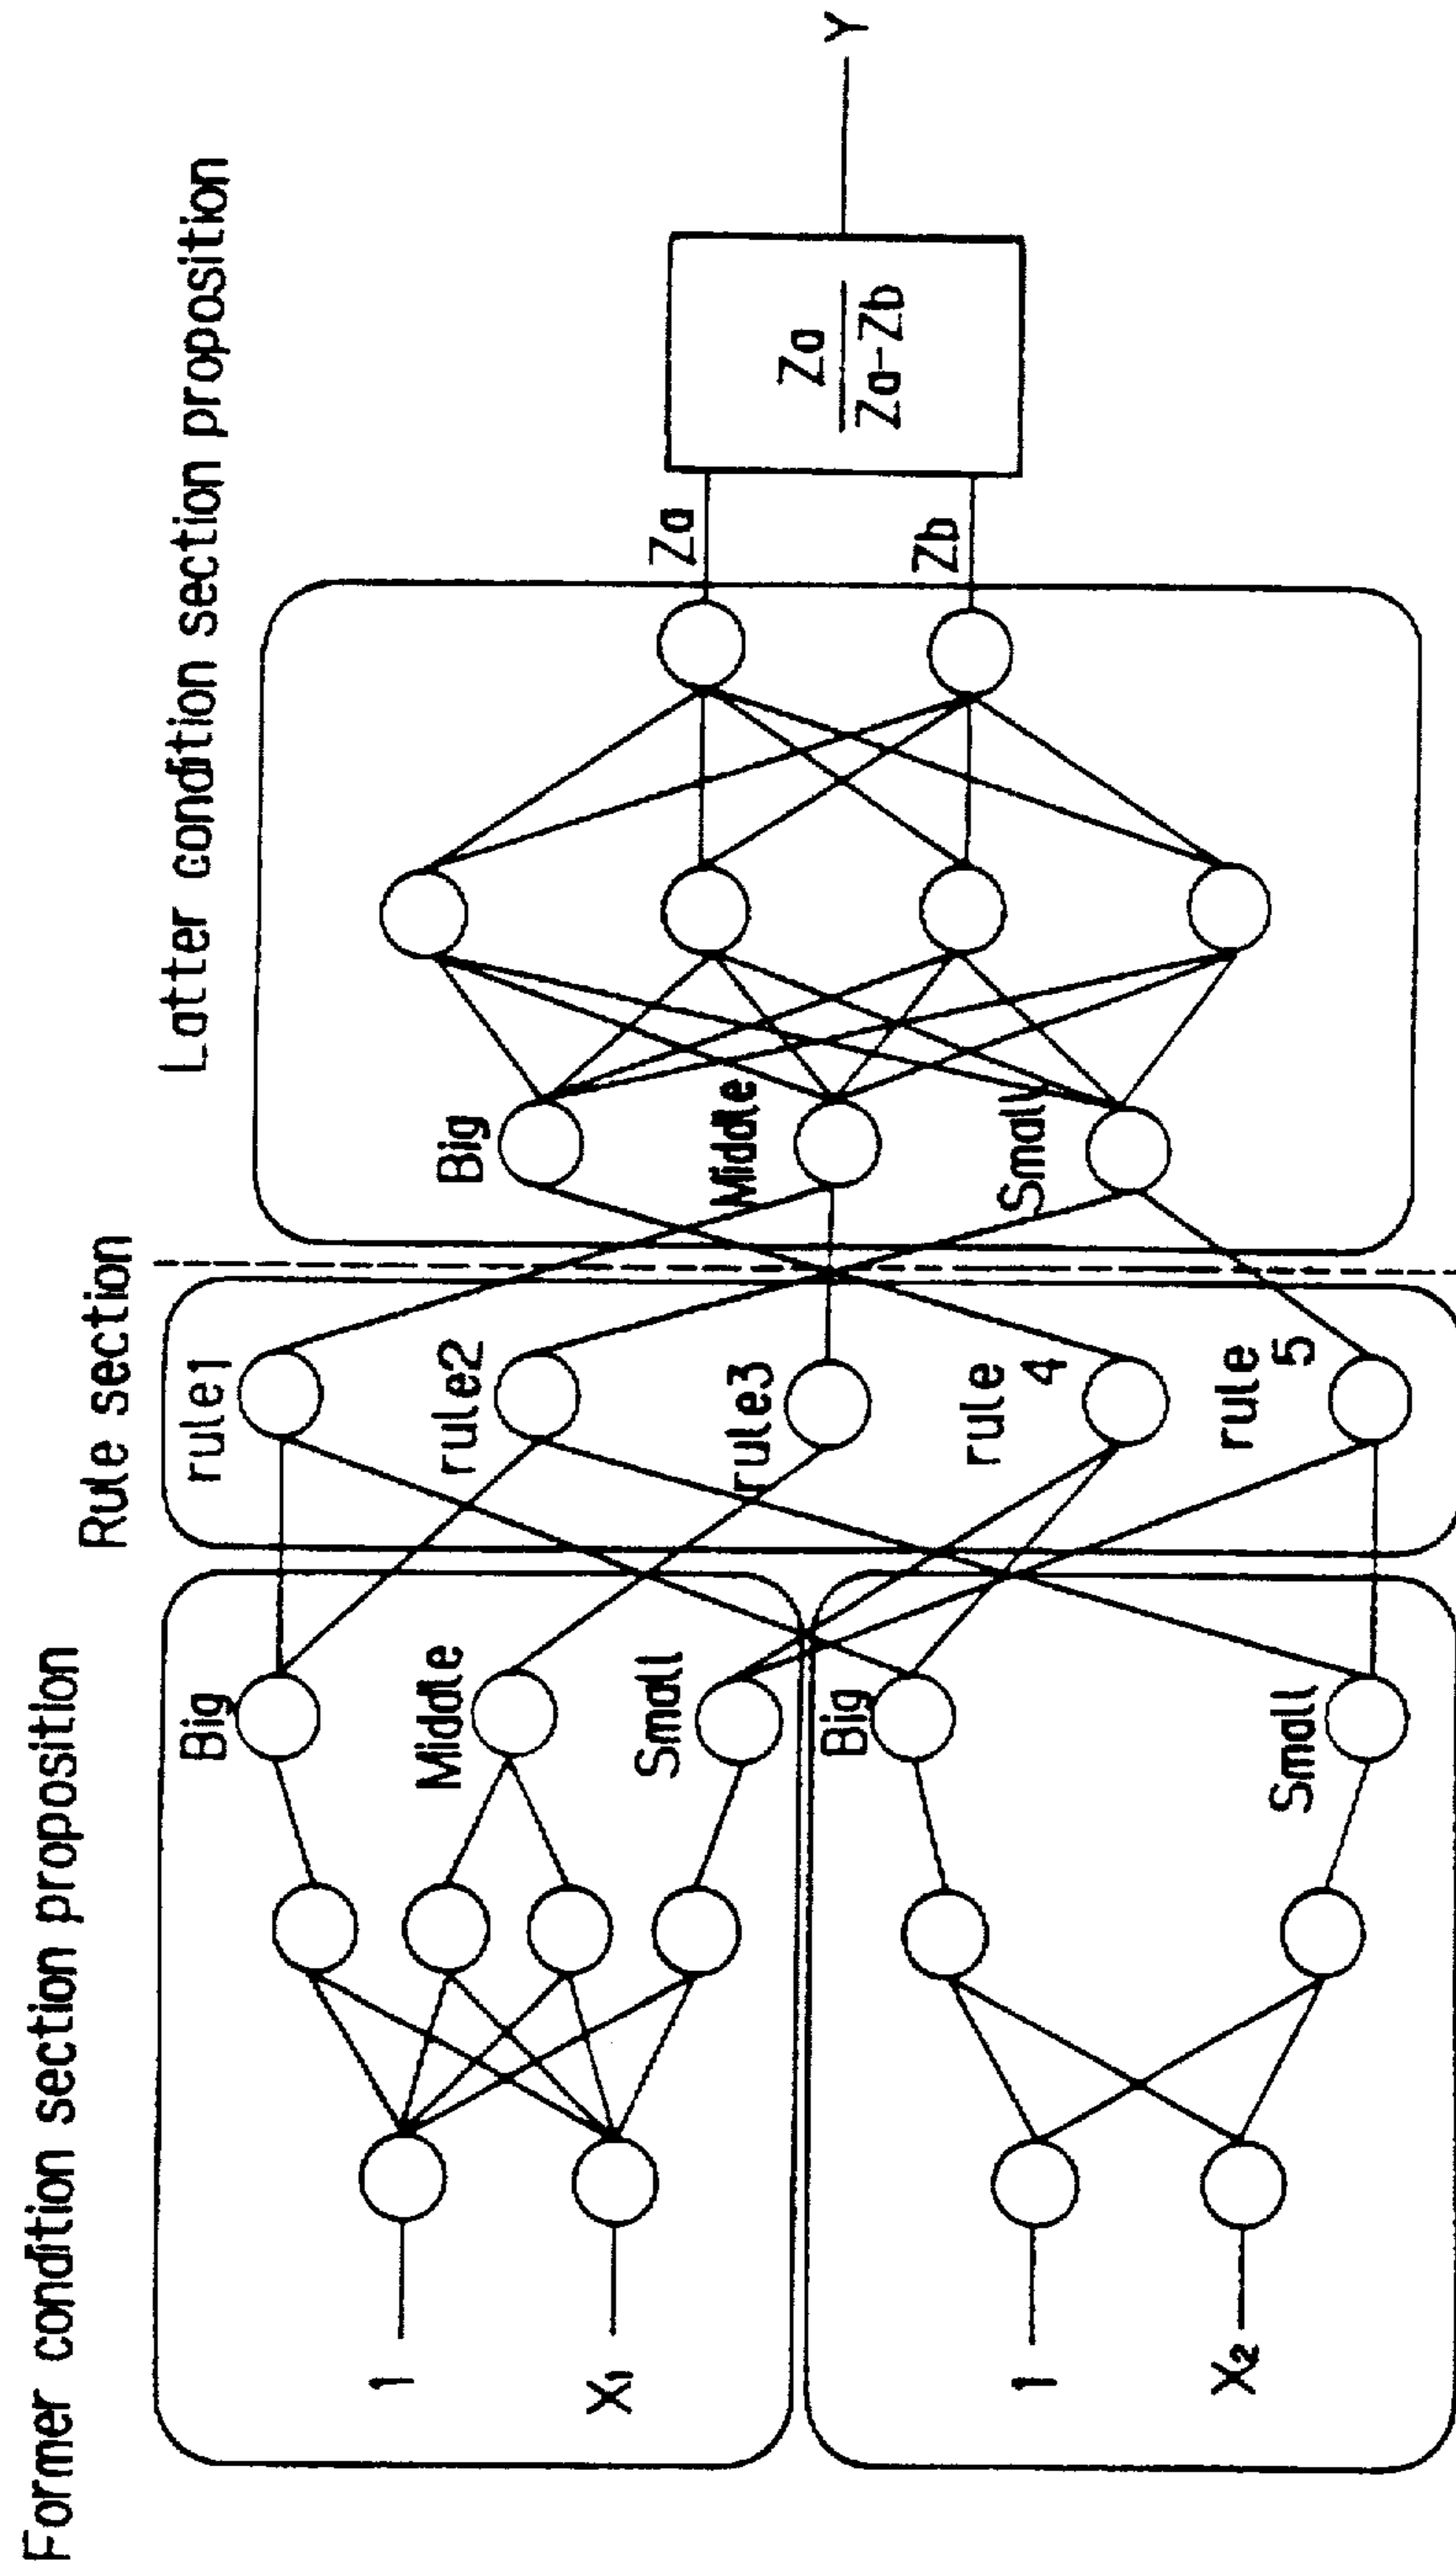 Former condition section proposition
Rule section
Latter condition section proposition
1
X1
Big
Middle
Small
1
X2
Big
Small
rule1
rule2
rule3
rule
4
rule
5
Big
Middle
Small
Za
Zb
Za
Za-Zb
Y